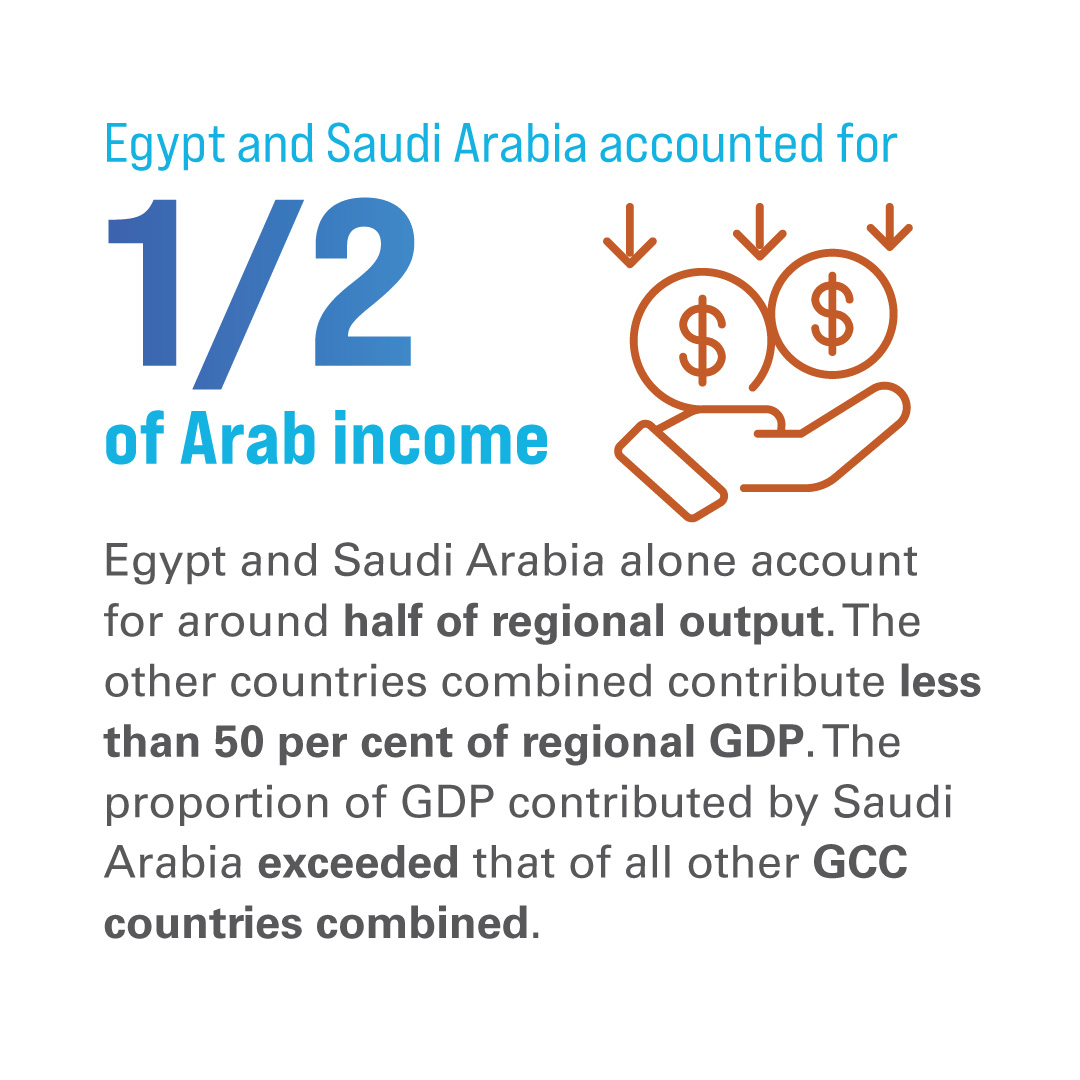 Egypt and Saudi Arabia accounted for
1/2
of Arab income
$ $
Egypt and Saudi Arabia alone account
for around half of regional output. The
other countries combined contribute less
than 50 per cent of regional GDP. The
proportion of GDP contributed by Saudi
Arabia exceeded that of all other GCC
countries combined.